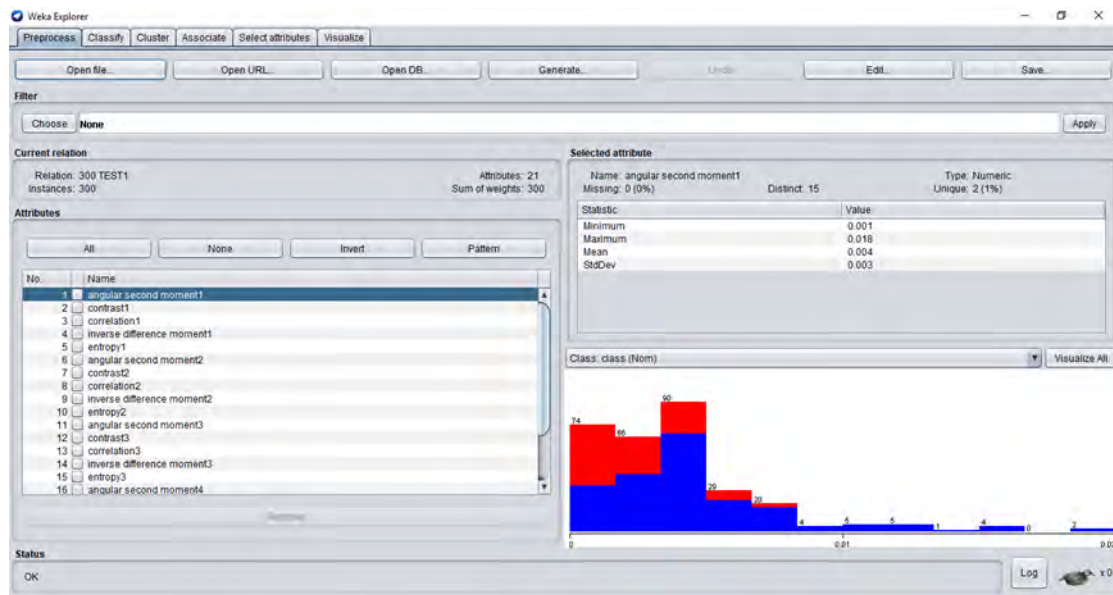 Weka Explorer
Preprocess Classify Cluster Associate Select attributes Visualize
Open file... Open URL... Open DB... Generate... Undo Edit... Save...
Filter
Choose None Apply
Current relation
Relation: 300 TEST1 Attributes: 21
Instances: 300 Sum of weights: 300
Selected attribute
Name: angular second moment1 Type: Numeric
Missing: 0 (0%) Distinct: 15 Unique: 2 (1%)
Statistic Value
Minimum 0.001
Maximum 0.018
Mean 0.004
StdDev 0.003
Attributes
All None Invert Pattern
No. Name
1 angular second moment1
2 contrast1
3 correlation1
4 inverse difference moment1
5 entropy1
6 angular second moment2
7 contrast2
8 correlation2
9 inverse difference moment2
10 entropy2
11 angular second moment3
12 contrast3
13 correlation3
14 inverse difference moment3
15 entropy3
16 angular second moment4
Class: class (Nom) Visualize All
74 66 90 29 20 4 5 5 1 4 0 2
0 0.01
Status
OK
Log x 0